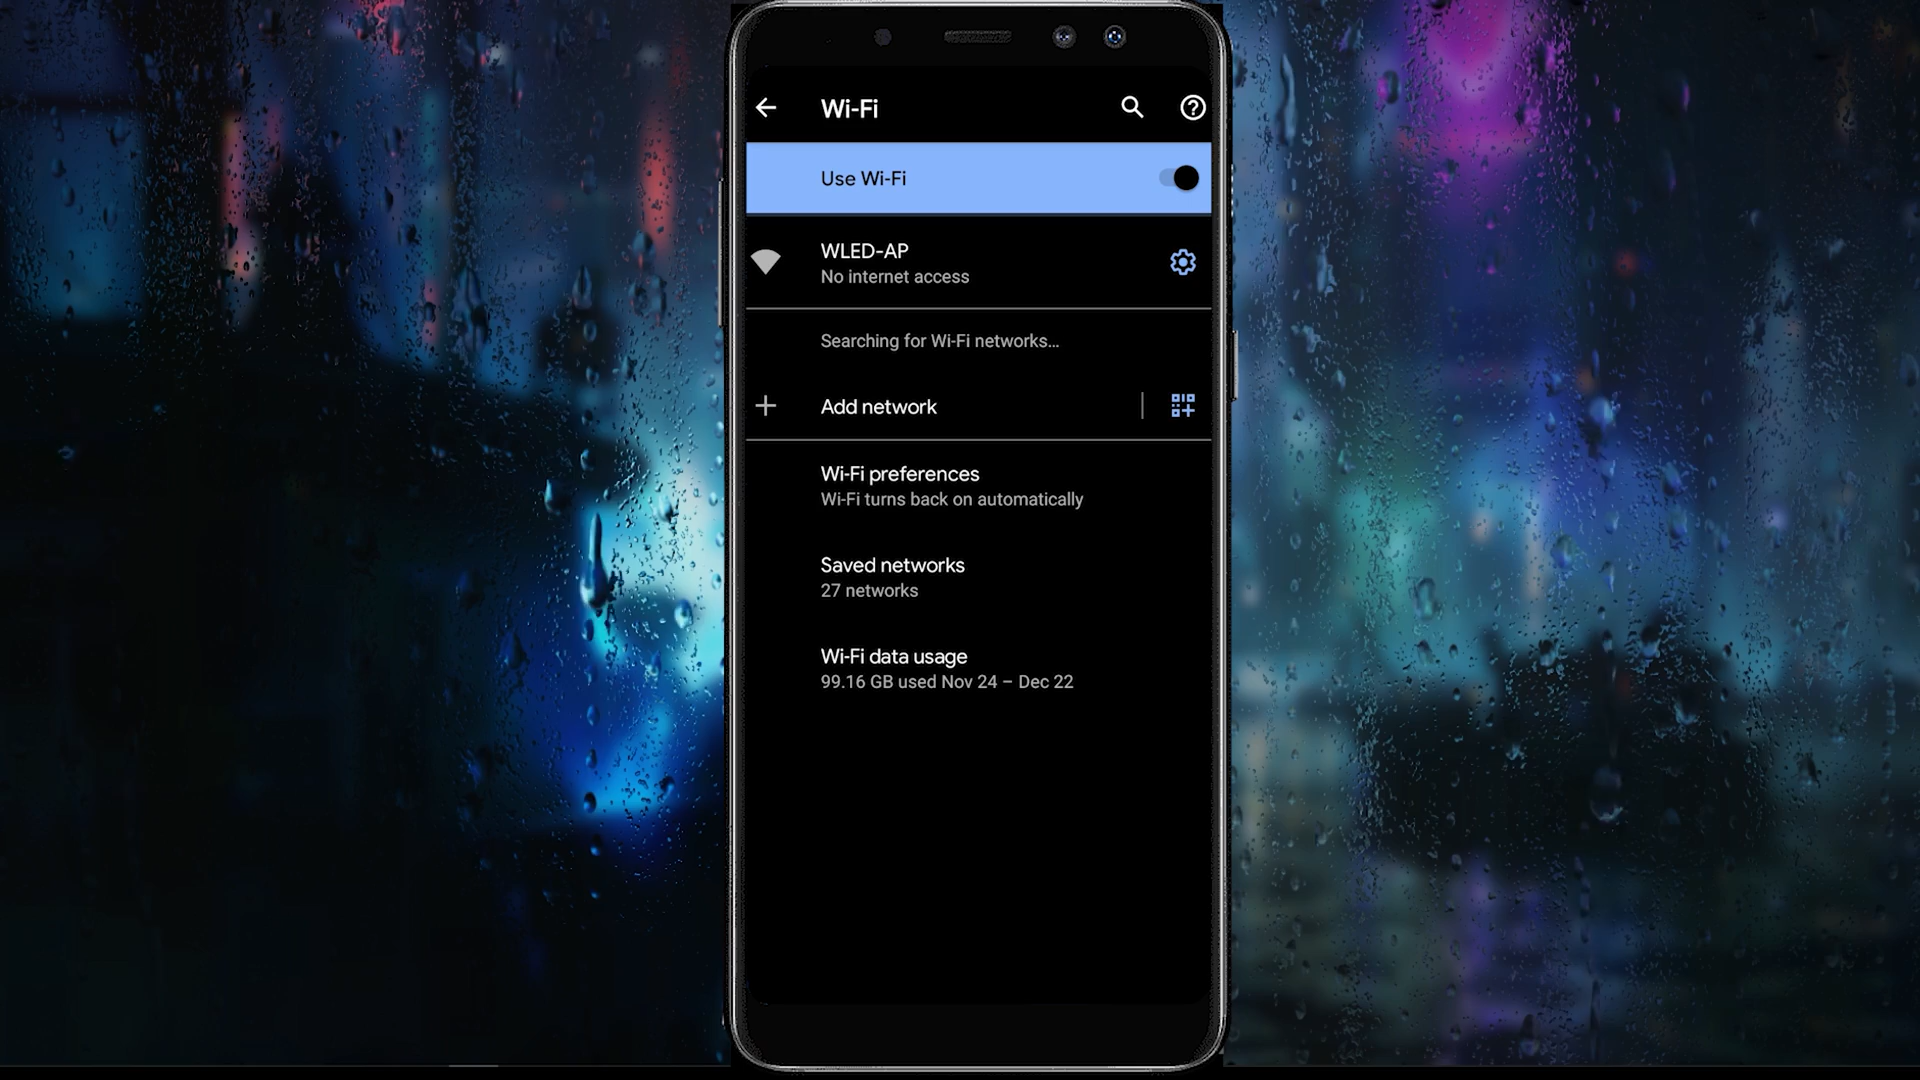 Wi-Fi
Use Wi-Fi
WLED-AP
No internet access
Searching for Wi-Fi networks…
Add network
Wi-Fi preferences
Wi-Fi turns back on automatically
Saved networks
27 networks
Wi-Fi data usage
99.16 GB used Nov 24 – Dec 22